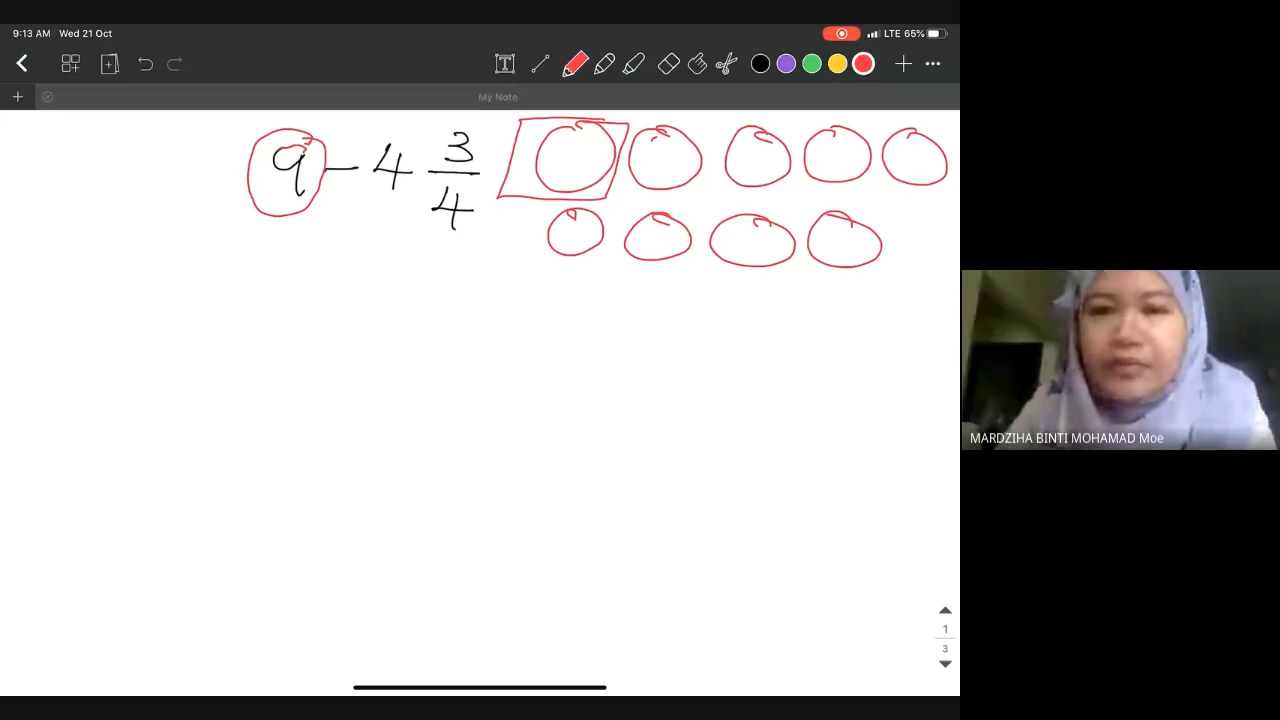 9:13 AM Wed 21 Oct
LTE 65%
T
My Note
9 - 4 3/4
MARDZIHA BINTI MOHAMAD Moe
1
3